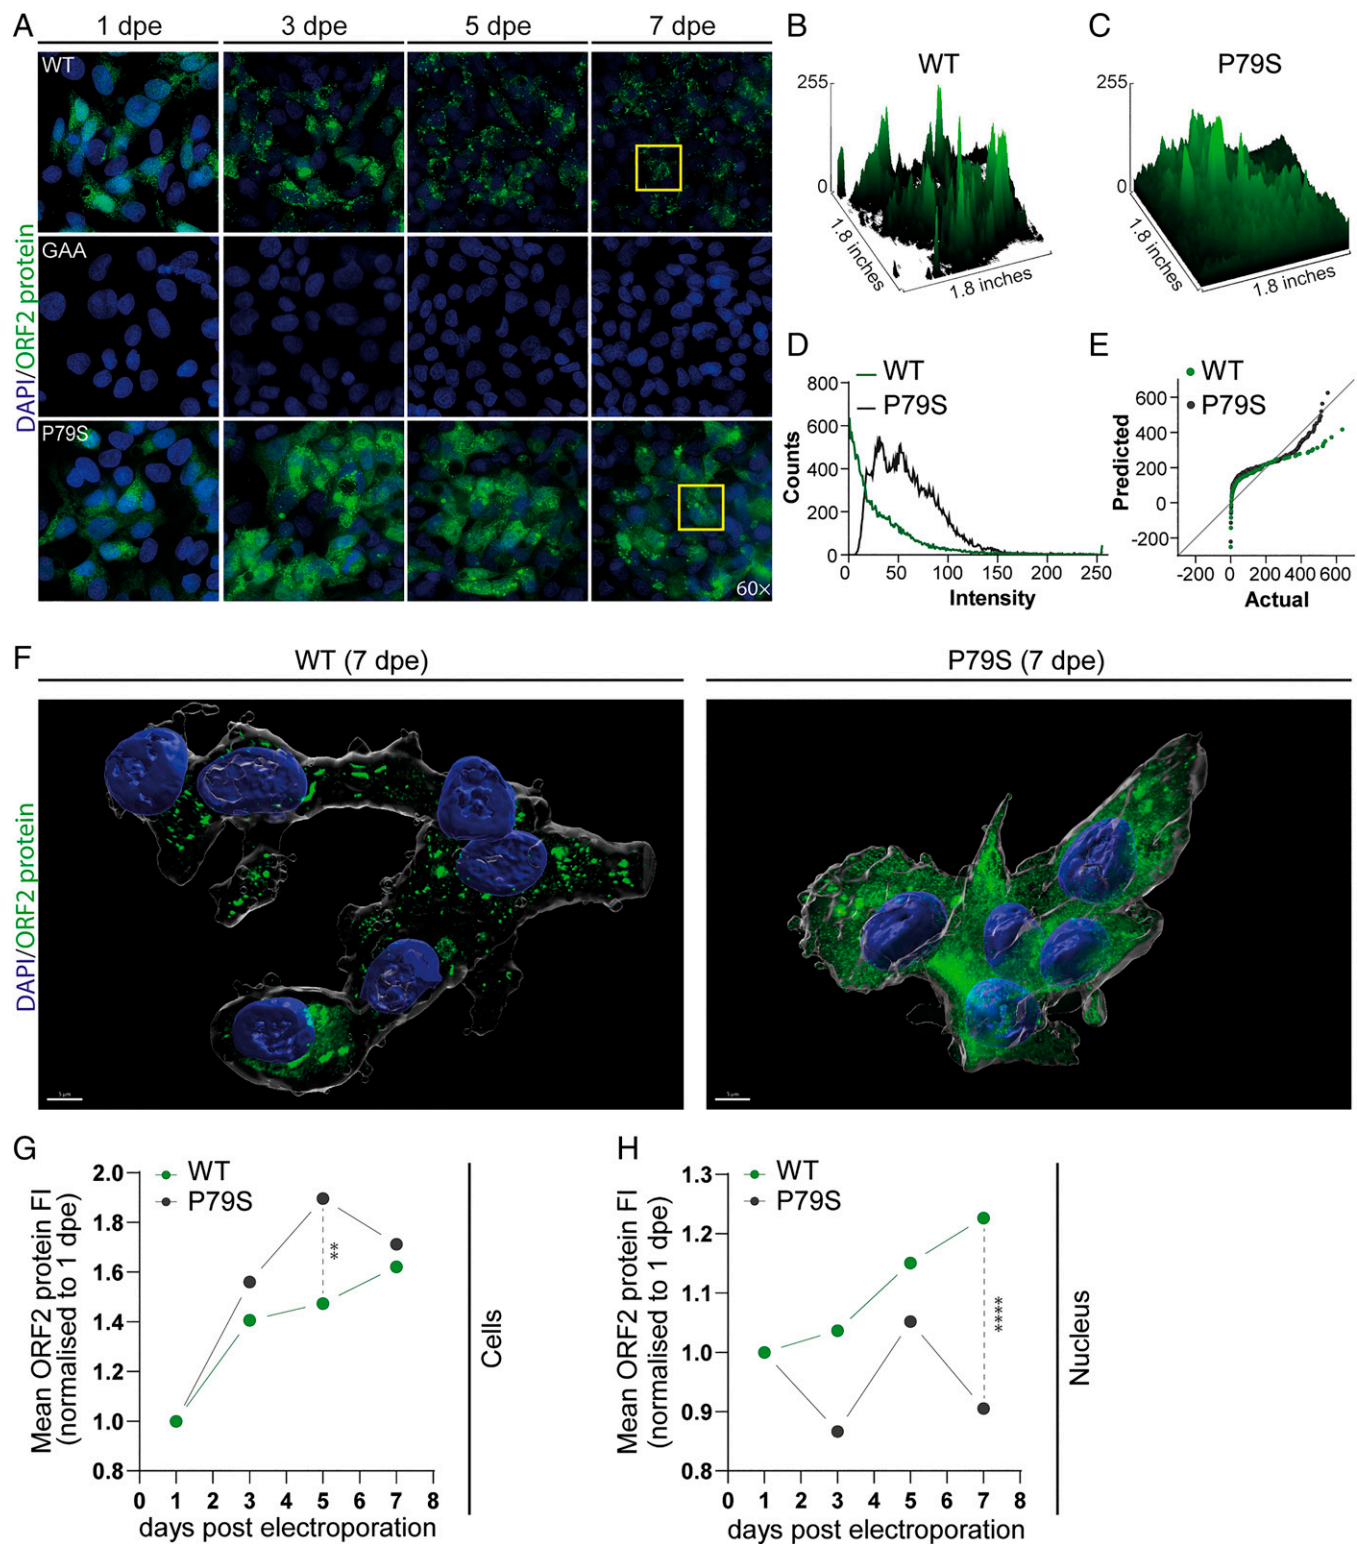 A
1 dpe
3 dpe
5 dpe
7 dpe
DAPI/ORF2 protein
WT
GAA
P79S
60×
B
WT
255
0
1.8 inches
1.8 inches
C
P79S
255
0
1.8 inches
1.8 inches
D
WT
P79S
Counts
800
600
400
200
0
0 50 100 150 200 250
Intensity
E
WT
P79S
Predicted
600
400
200
0
-200
-200 0 200 400 600
Actual
F
WT (7 dpe)
P79S (7 dpe)
DAPI/ORF2 protein
5 µm
5 µm
G
WT
P79S
Mean ORF2 protein FI
(normalised to 1 dpe)
2.0
1.8
1.6
1.4
1.2
1.0
0.8
**
0 1 2 3 4 5 6 7 8
days post electroporation
Cells
H
WT
P79S
Mean ORF2 protein FI
(normalised to 1 dpe)
1.3
1.2
1.1
1.0
0.9
0.8
****
0 1 2 3 4 5 6 7 8
days post electroporation
Nucleus